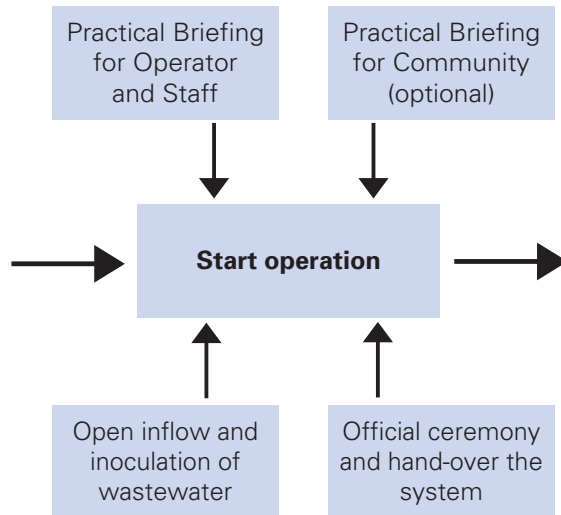 Practical Briefing
for Operator
and Staff
Practical Briefing
for Community
(optional)
Start operation
Open inflow and
inoculation of
wastewater
Official ceremony
and hand-over the
system